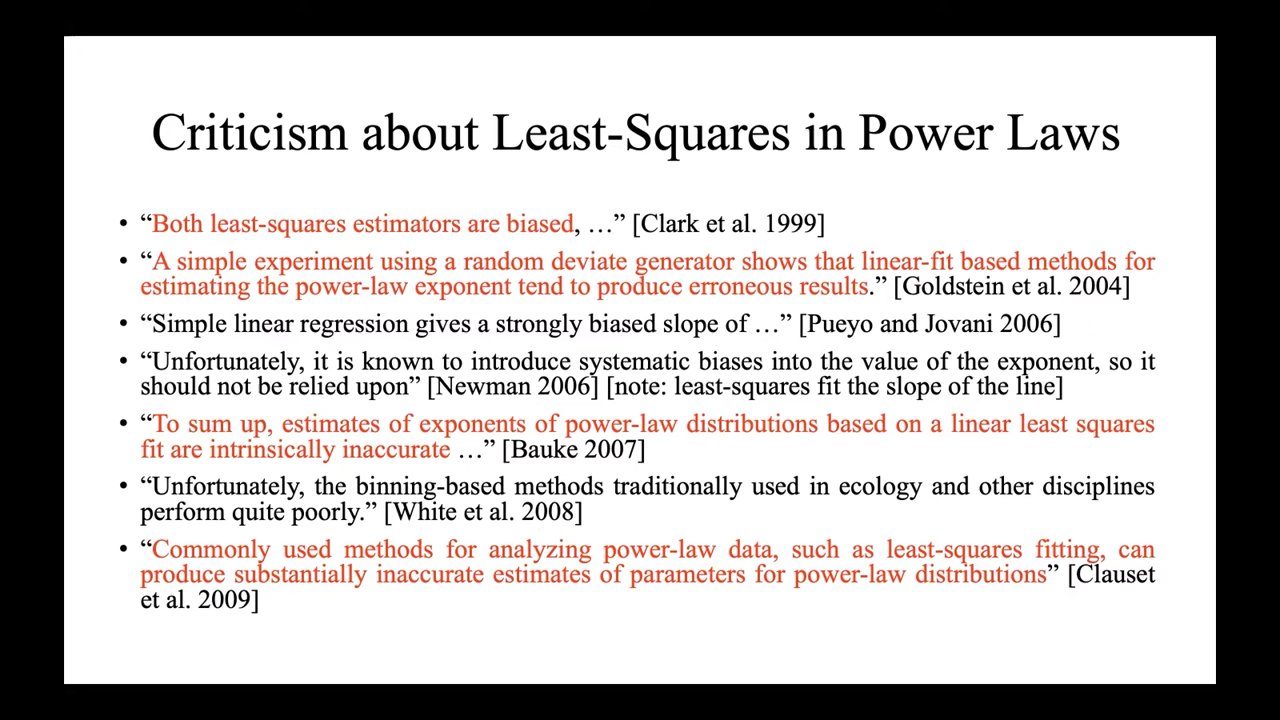 Criticism about Least-Squares in Power Laws
• “Both least-squares estimators are biased, …” [Clark et al. 1999]
• “A simple experiment using a random deviate generator shows that linear-fit based methods for
estimating the power-law exponent tend to produce erroneous results.” [Goldstein et al. 2004]
• “Simple linear regression gives a strongly biased slope of …” [Pueyo and Jovani 2006]
• “Unfortunately, it is known to introduce systematic biases into the value of the exponent, so it
should not be relied upon” [Newman 2006] [note: least-squares fit the slope of the line]
• “To sum up, estimates of exponents of power-law distributions based on a linear least squares
fit are intrinsically inaccurate …” [Bauke 2007]
• “Unfortunately, the binning-based methods traditionally used in ecology and other disciplines
perform quite poorly.” [White et al. 2008]
• “Commonly used methods for analyzing power-law data, such as least-squares fitting, can
produce substantially inaccurate estimates of parameters for power-law distributions” [Clauset
et al. 2009]